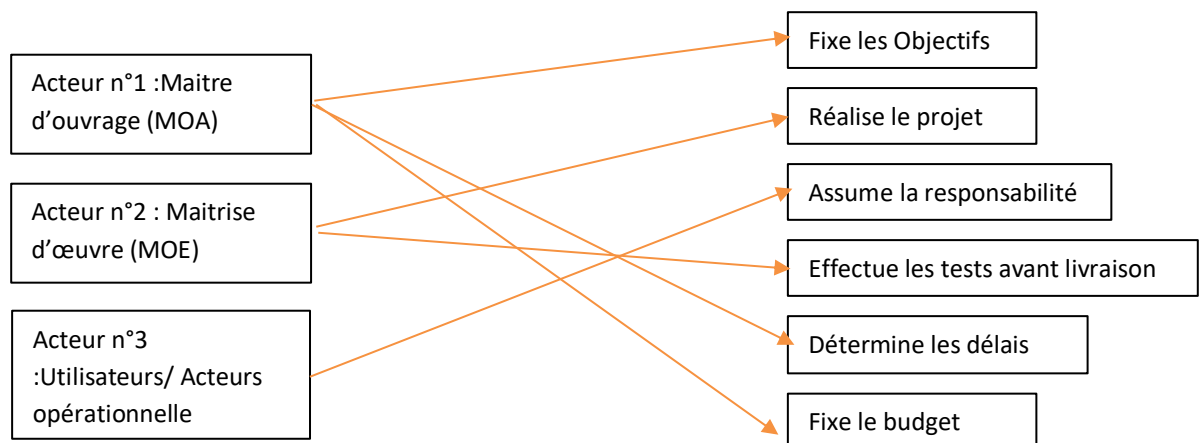 Acteur n°1 :Maitre
d’ouvrage (MOA)
Acteur n°2 : Maitrise
d’œuvre (MOE)
Acteur n°3
:Utilisateurs/ Acteurs
opérationnelle
Fixe les Objectifs
Réalise le projet
Assume la responsabilité
Effectue les tests avant livraison
Détermine les délais
Fixe le budget